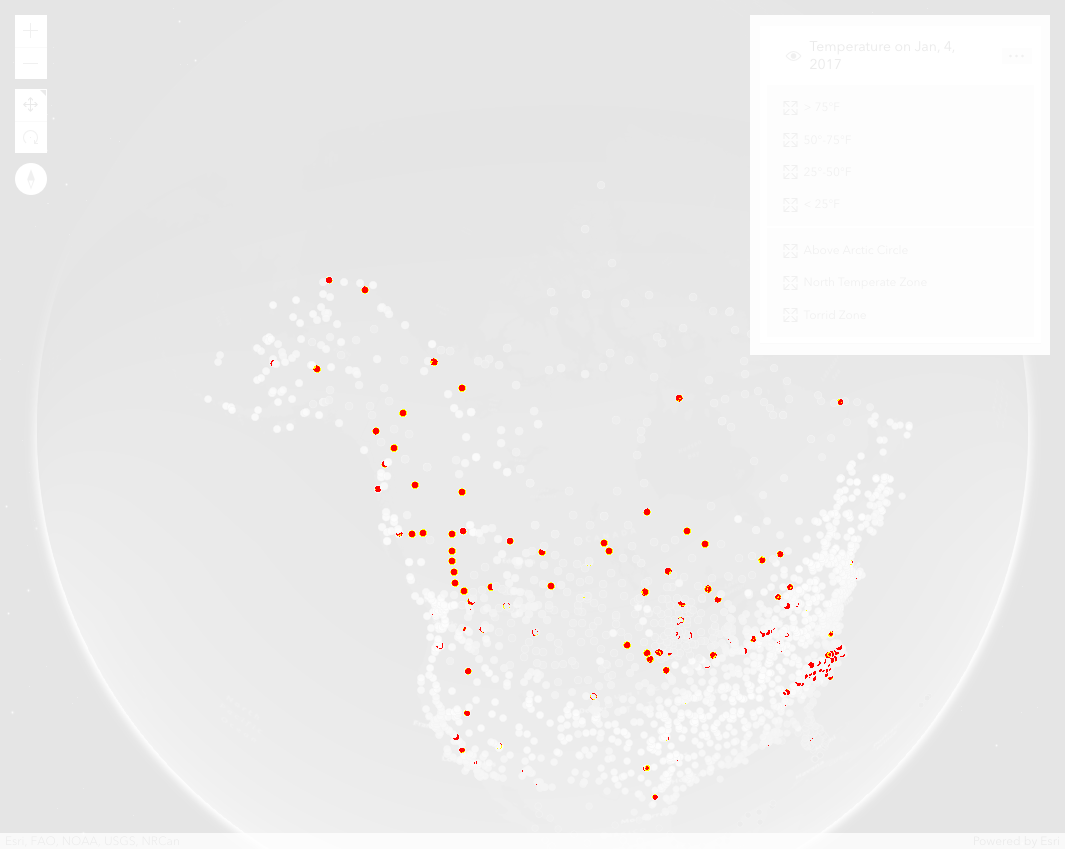 Temperature on Jan, 4,
2017
> 75°F
50°-75°F
25°-50°F
< 25°F
Above Arctic Circle
North Temperate Zone
Torrid Zone
Esri, FAO, NOAA, USGS, NRCan
Powered by Esri